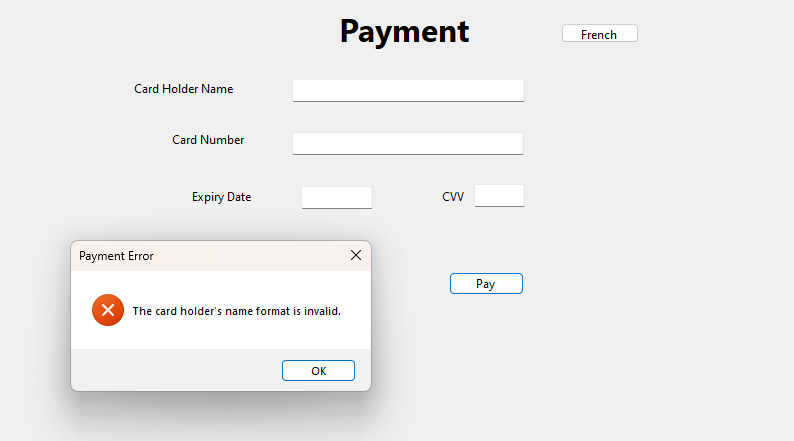 Payment
French
Card Holder Name
Card Number
Expiry Date
CVV
Payment Error
The card holder's name format is invalid.
Pay
OK